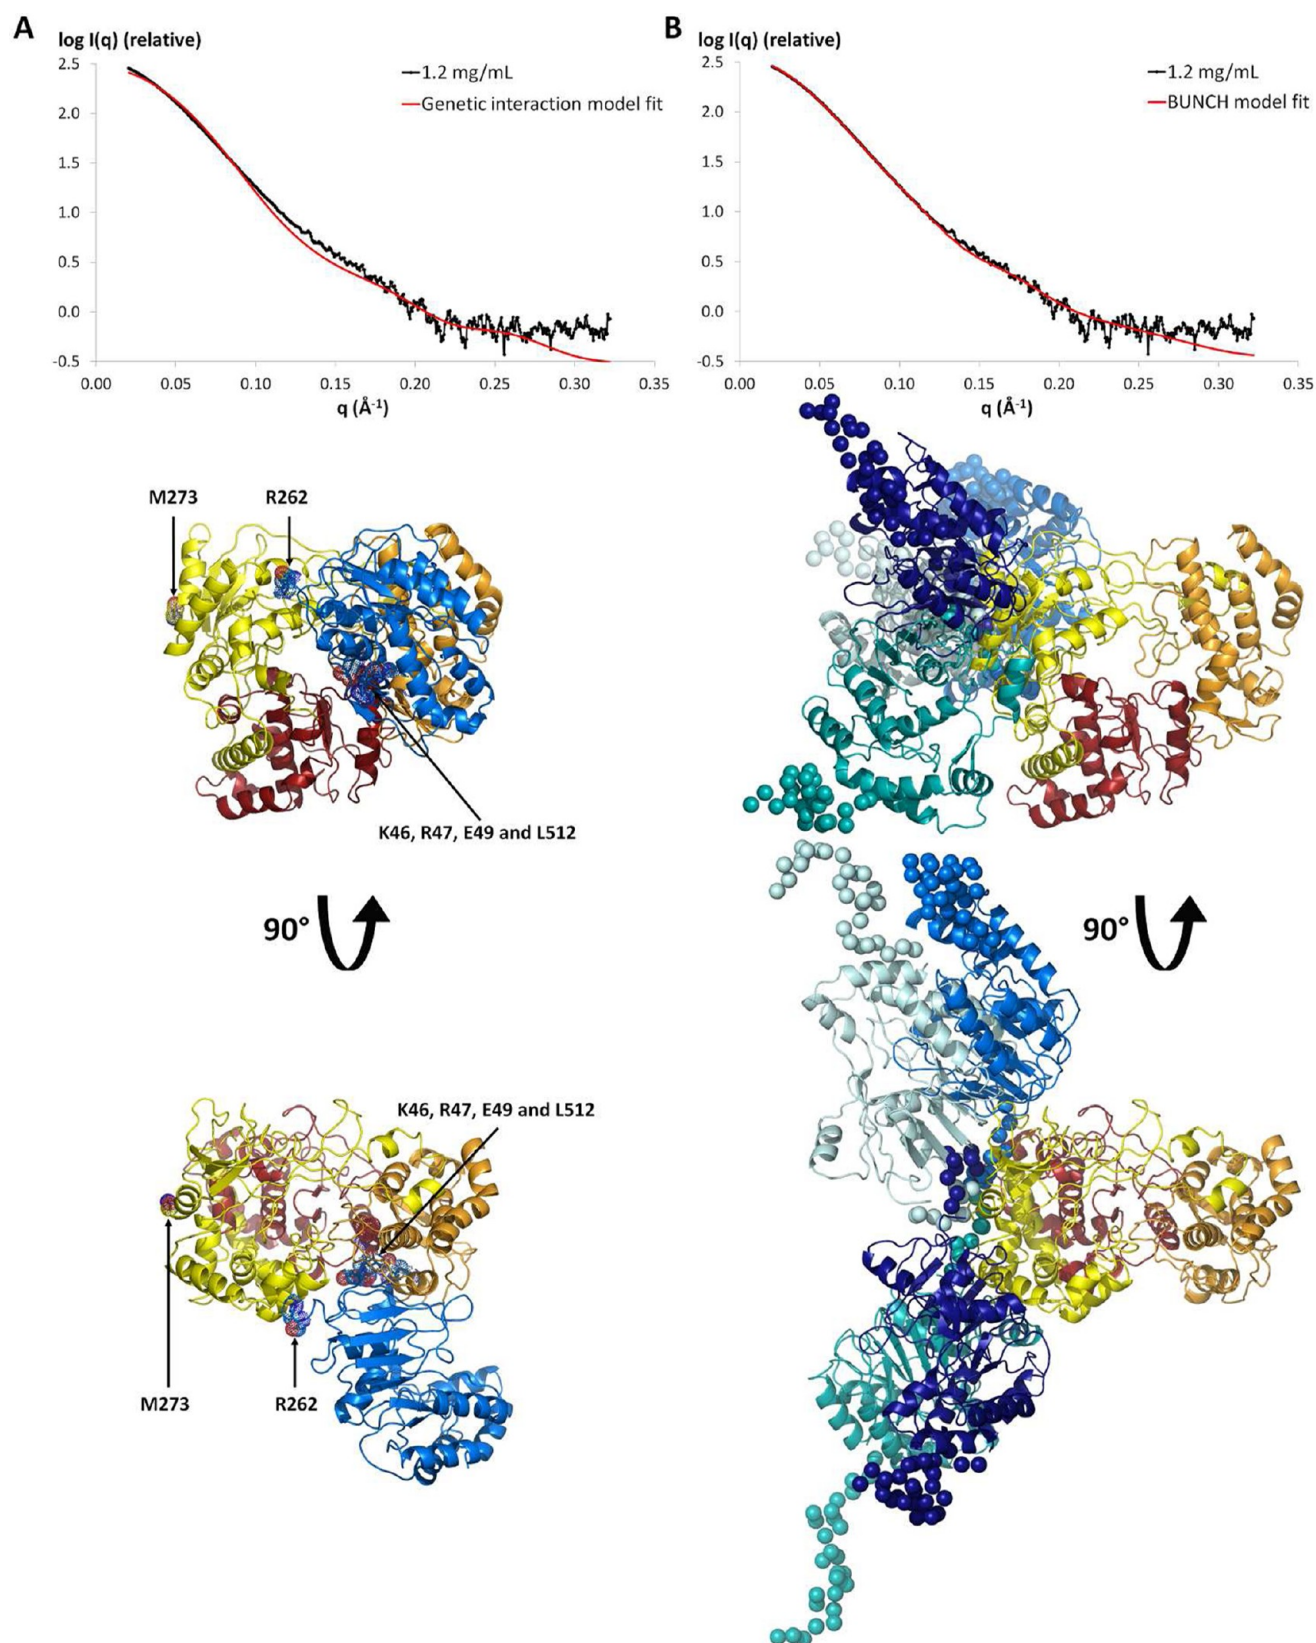 A
log I(q) (relative)
2.5
2.0
1.5
1.0
0.5
0.0
-0.5
1.2 mg/mL
Genetic interaction model fit
0.00 0.05 0.10 0.15 0.20 0.25 0.30 0.35
q (Å-1)
B
log I(q) (relative)
2.5
2.0
1.5
1.0
0.5
0.0
-0.5
1.2 mg/mL
BUNCH model fit
0.00 0.05 0.10 0.15 0.20 0.25 0.30 0.35
q (Å-1)
M273 R262
K46, R47, E49 and L512
90°
90°
K46, R47, E49 and L512
M273 R262